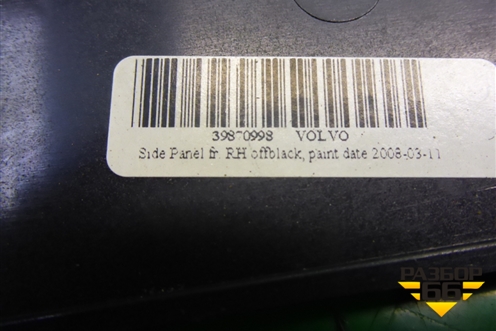 39870998 VOLVO
Side Panel fr. RH offblack, paint date 2008-03-11
РАЗБОР
66